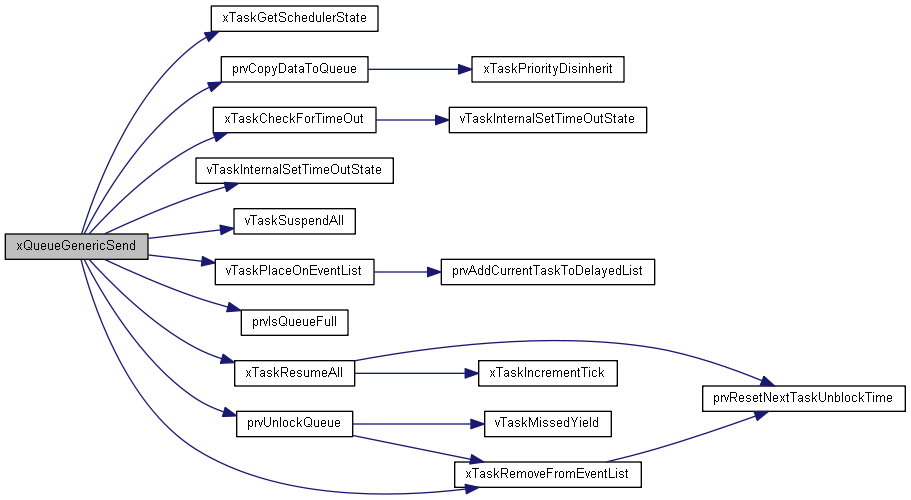 xTaskGetSchedulerState
prvCopyDataToQueue
xTaskPriorityDisinherit
xTaskCheckForTimeOut
vTaskInternalSetTimeOutState
vTaskInternalSetTimeOutState
vTaskSuspendAll
xQueueGenericSend
vTaskPlaceOnEventList
prvAddCurrentTaskToDelayedList
prvIsQueueFull
xTaskResumeAll
xTaskIncrementTick
prvResetNextTaskUnblockTime
prvUnlockQueue
vTaskMissedYield
xTaskRemoveFromEventList